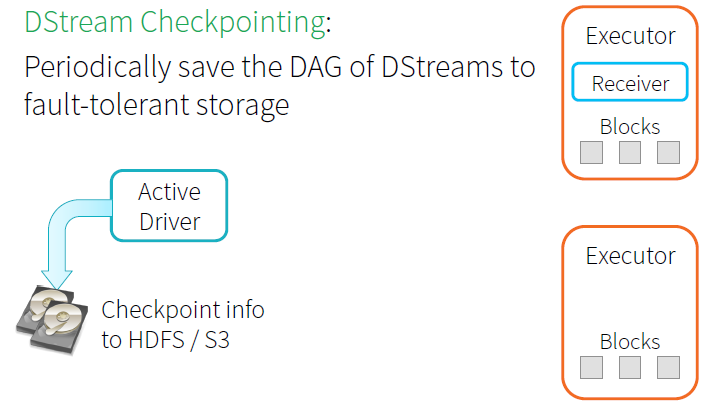 DStream Checkpointing:
Periodically save the DAG of DStreams to
fault-tolerant storage
Active
Driver
Checkpoint info
to HDFS / S3
Executor
Receiver
Blocks
Executor
Blocks